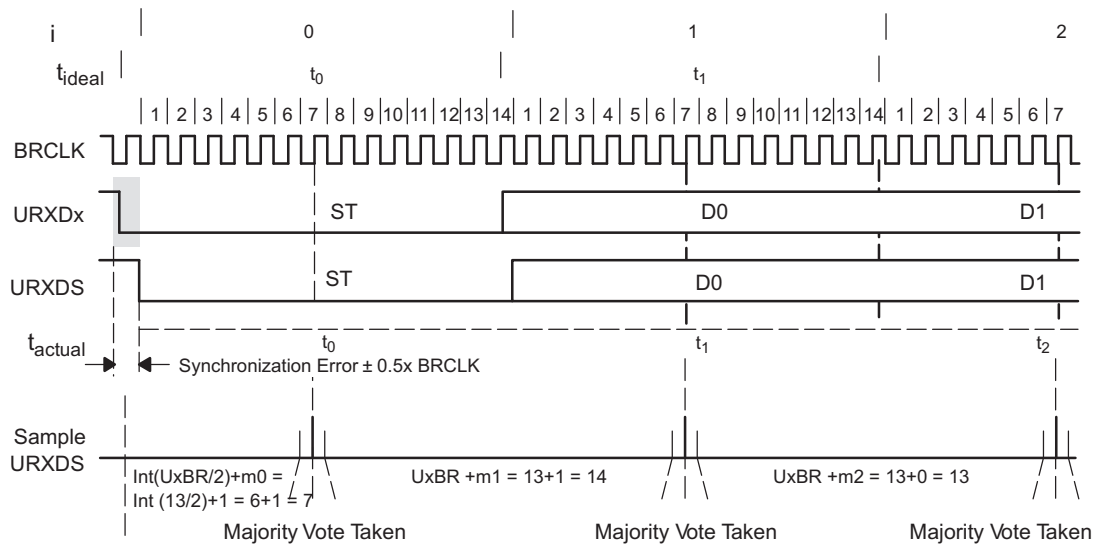 i 0 1 2
tideal t0 t1
1 2 3 4 5 6 7 8 9 10 11 12 13 14 1 2 3 4 5 6 7 8 9 10 11 12 13 14 1 2 3 4 5 6 7
BRCLK
URXDx ST D0 D1
URXDS ST D0 D1
tactual t0 t1 t2
Synchronization Error ± 0.5x BRCLK
Sample
URXDS
Int(UxBR/2)+m0 =
Int (13/2)+1 = 6+1 = 7
UxBR +m1 = 13+1 = 14
UxBR +m2 = 13+0 = 13
Majority Vote Taken Majority Vote Taken Majority Vote Taken